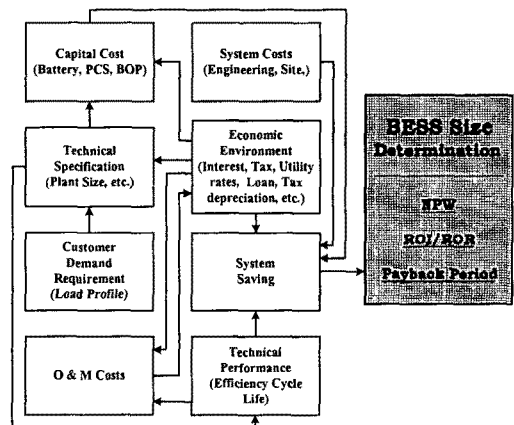 Capital Cost
(Battery, PCS, BOP)
System Costs
(Engineering, Site,)
Technical
Specification
(Plant Size, etc.)
Economic
Environment
(Interest, Tax, Utility
rates, Loan, Tax
depreciation, etc.)
BESS Size
Determination
NPW
ROI/ROR
Payback Period
Customer
Demand
Requirement
(Load Profile)
System
Saving
O & M Costs
Technical
Performance
(Efficiency Cycle
Life)